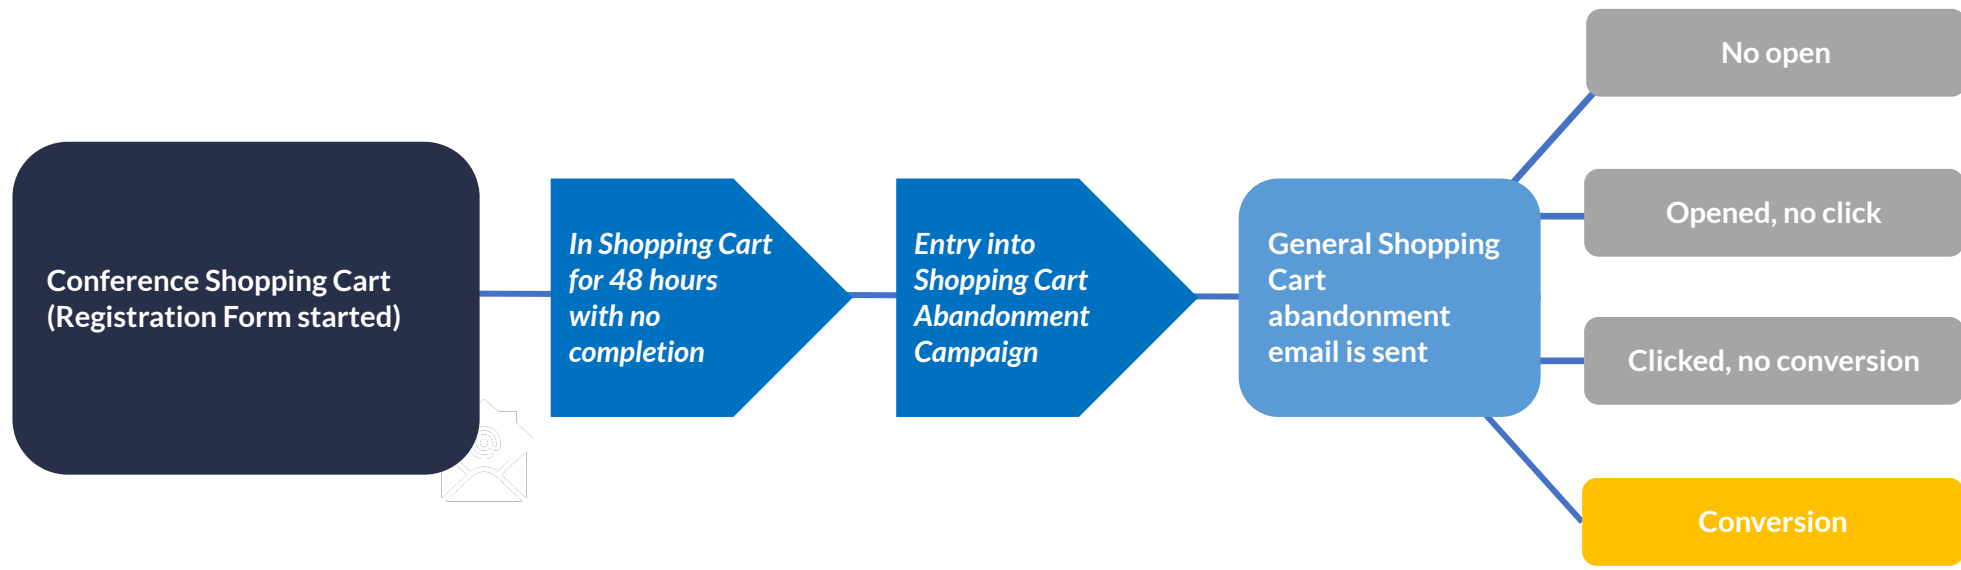 Conference Shopping Cart
(Registration Form started)
In Shopping Cart
for 48 hours
with no
completion
Entry into
Shopping Cart
Abandonment
Campaign
General Shopping
Cart
abandonment
email is sent
No open
Opened, no click
Clicked, no conversion
Conversion